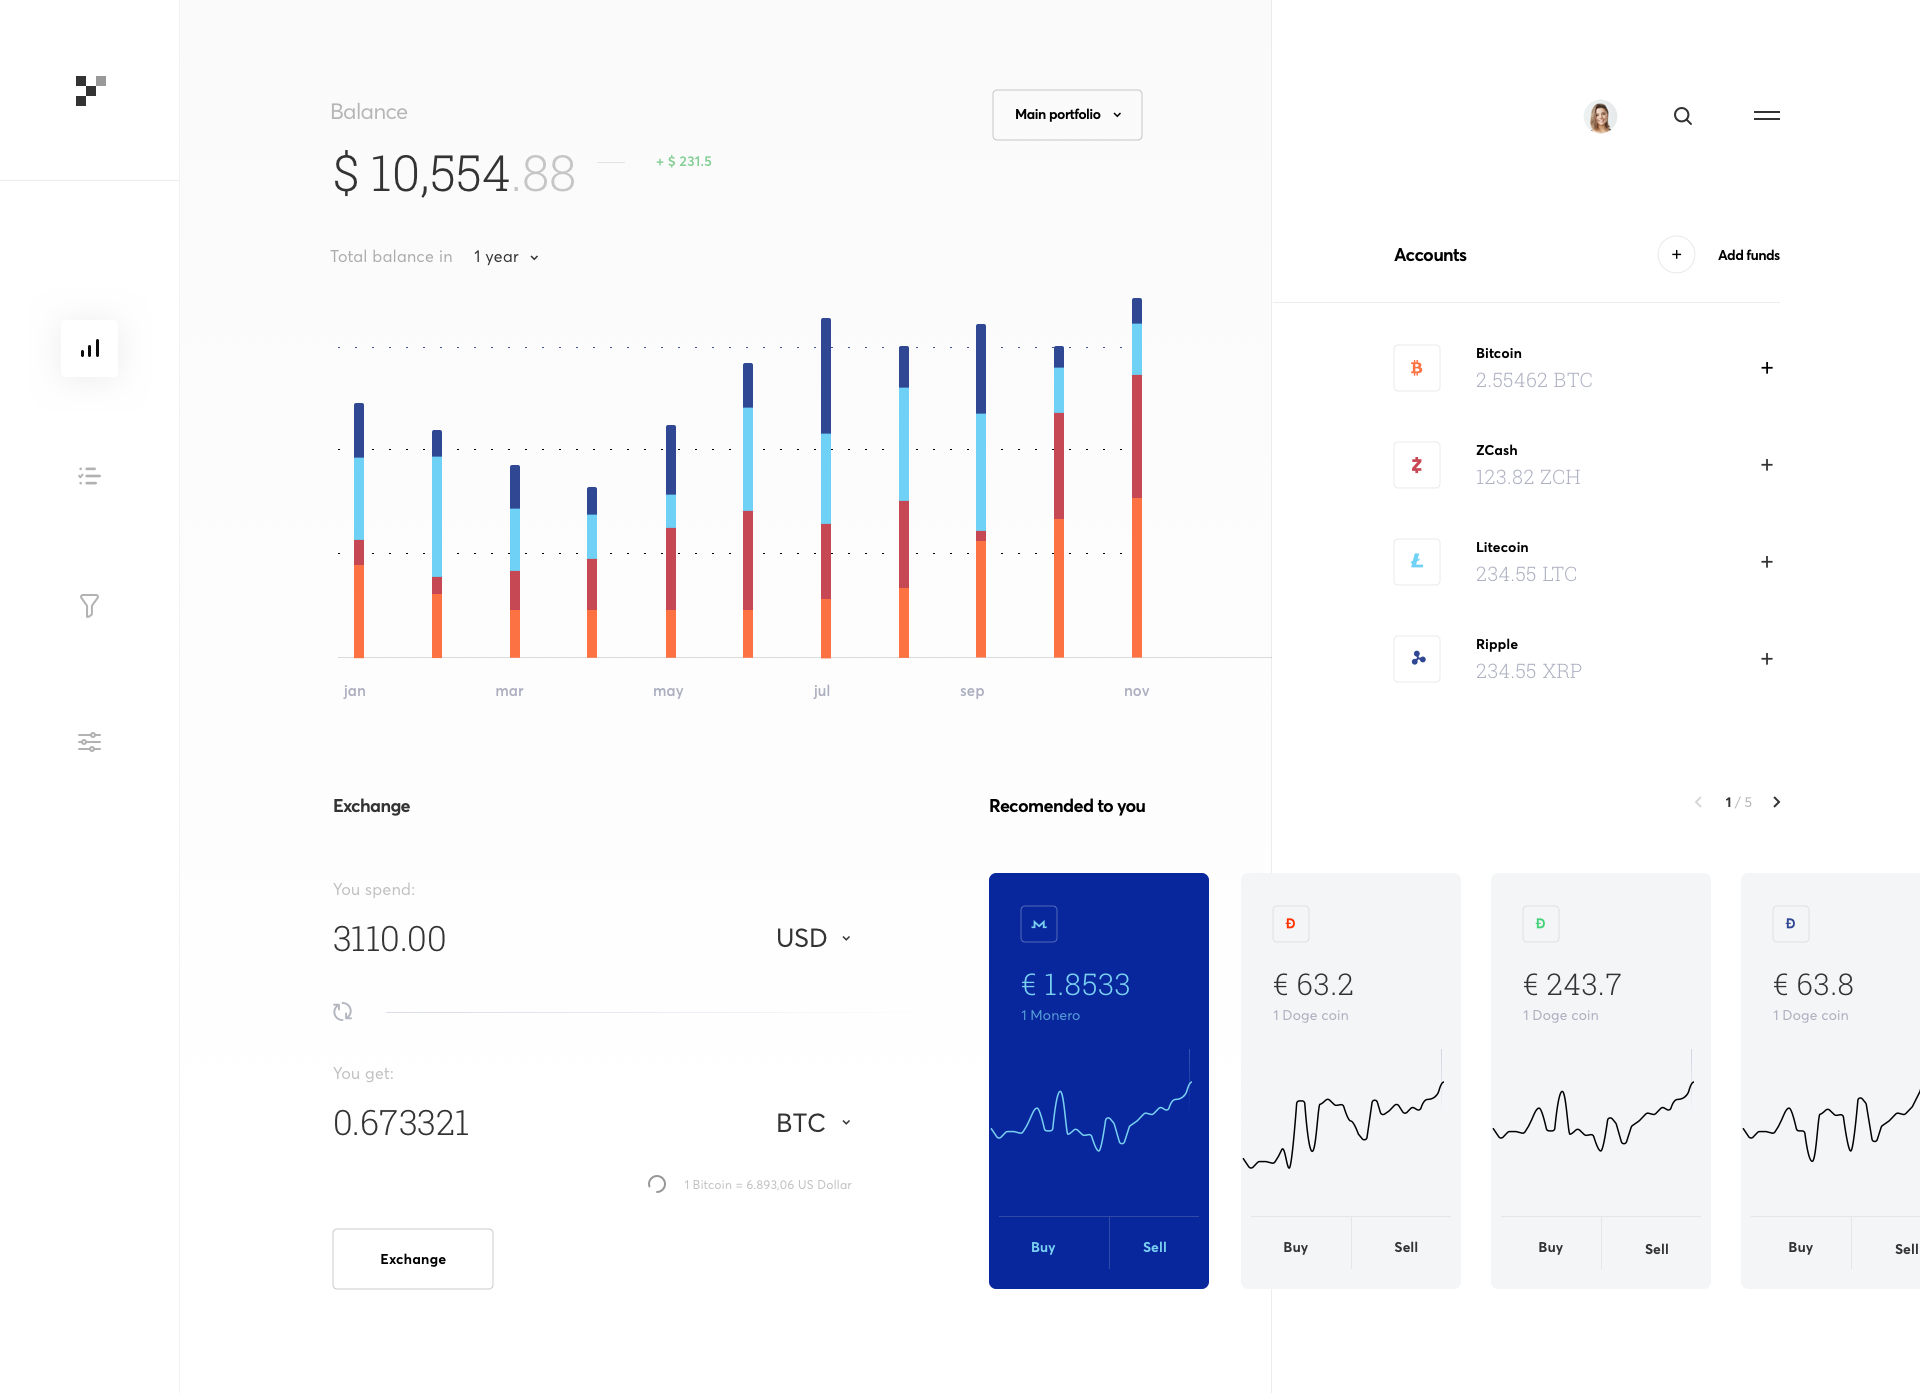 Balance
Main portfolio
$ 10,554.88
+ $ 231.5
Total balance in 1 year
jan mar may jul sep nov
Accounts
+ Add funds
Bitcoin
2.55462 BTC
ZCash
123.82 ZCH
Litecoin
234.55 LTC
Ripple
234.55 XRP
1 / 5
Exchange
You spend:
3110.00 USD
You get:
0.673321 BTC
1 Bitcoin = 6.893,06 US Dollar
Exchange
Recomended to you
€ 1.8533
1 Monero
Buy Sell
€ 63.2
1 Doge coin
Buy Sell
€ 243.7
1 Doge coin
Buy Sell
€ 63.8
1 Doge coin
Buy Sell